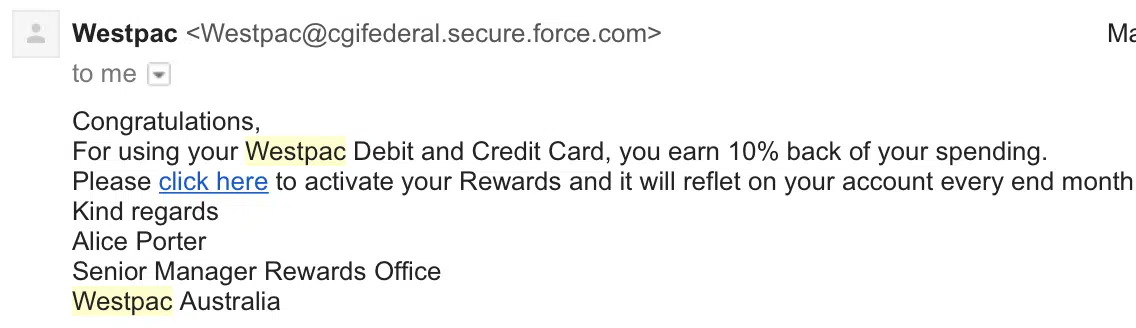 Westpac <Westpac@cgifederal.secure.force.com>
to me
Congratulations,
For using your Westpac Debit and Credit Card, you earn 10% back of your spending.
Please click here to activate your Rewards and it will reflet on your account every end month
Kind regards
Alice Porter
Senior Manager Rewards Office
Westpac Australia